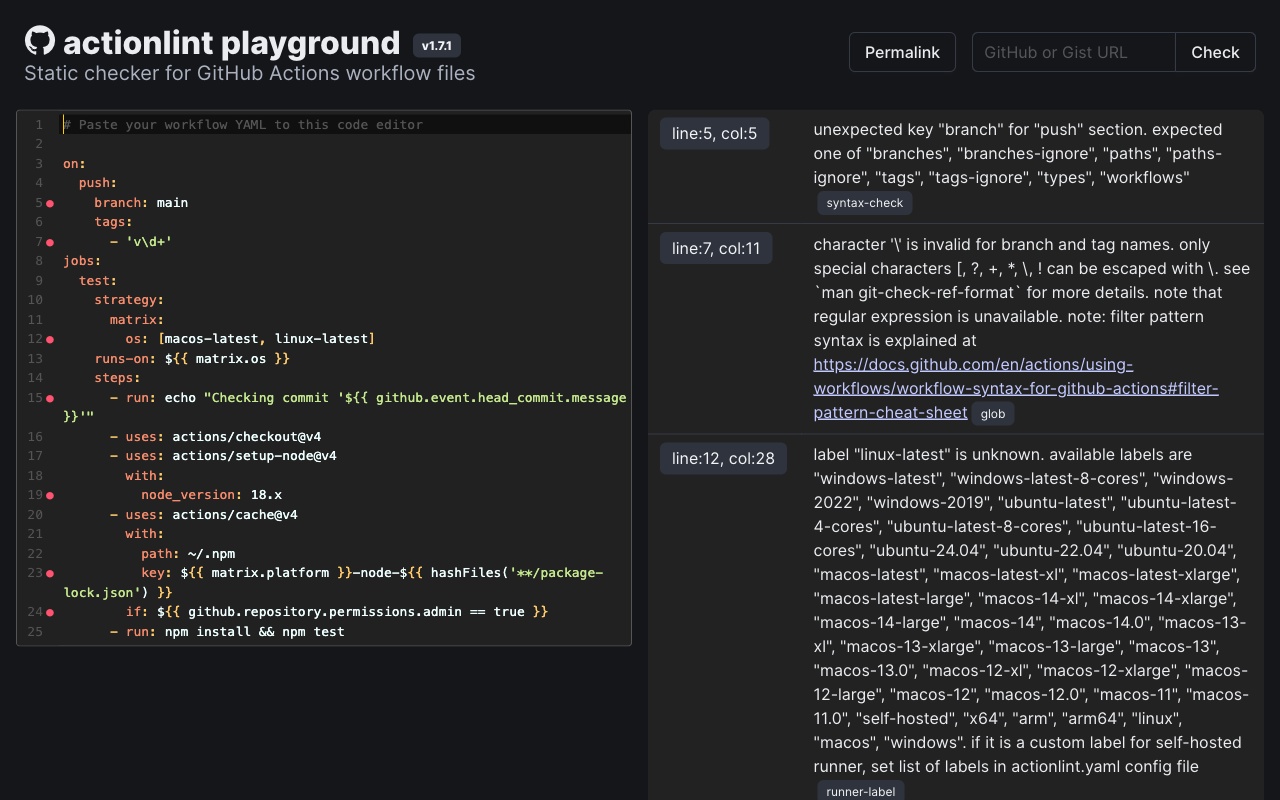 actionlint playground v1.7.1
Static checker for GitHub Actions workflow files
Permalink
GitHub or Gist URL
Check
1 # Paste your workflow YAML to this code editor
2
3 on:
4   push:
5     branch: main
6     tags:
7       - 'v\d+'
8 jobs:
9   test:
10     strategy:
11       matrix:
12         os: [macos-latest, linux-latest]
13     runs-on: ${{ matrix.os }}
14     steps:
15       - run: echo "Checking commit '${{ github.event.head_commit.message
}}'"
16       - uses: actions/checkout@v4
17       - uses: actions/setup-node@v4
18         with:
19           node_version: 18.x
20       - uses: actions/cache@v4
21         with:
22           path: ~/.npm
23           key: ${{ matrix.platform }}-node-${{ hashFiles('**/package-
lock.json') }}
24         if: ${{ github.repository.permissions.admin == true }}
25       - run: npm install && npm test
line:5, col:5
unexpected key "branch" for "push" section. expected
one of "branches", "branches-ignore", "paths", "paths-
ignore", "tags", "tags-ignore", "types", "workflows"
syntax-check
line:7, col:11
character '\' is invalid for branch and tag names. only
special characters [, ?, +, *, \, ! can be escaped with \. see
`man git-check-ref-format` for more details. note that
regular expression is unavailable. note: filter pattern
syntax is explained at
https://docs.github.com/en/actions/using-
workflows/workflow-syntax-for-github-actions#filter-
pattern-cheat-sheet glob
line:12, col:28
label "linux-latest" is unknown. available labels are
"windows-latest", "windows-latest-8-cores", "windows-
2022", "windows-2019", "ubuntu-latest", "ubuntu-latest-
4-cores", "ubuntu-latest-8-cores", "ubuntu-latest-16-
cores", "ubuntu-24.04", "ubuntu-22.04", "ubuntu-20.04",
"macos-latest", "macos-latest-xl", "macos-latest-xlarge",
"macos-latest-large", "macos-14-xl", "macos-14-xlarge",
"macos-14-large", "macos-14", "macos-14.0", "macos-13-
xl", "macos-13-xlarge", "macos-13-large", "macos-13",
"macos-13.0", "macos-12-xl", "macos-12-xlarge", "macos-
12-large", "macos-12", "macos-12.0", "macos-11", "macos-
11.0", "self-hosted", "x64", "arm", "arm64", "linux",
"macos", "windows". if it is a custom label for self-hosted
runner, set list of labels in actionlint.yaml config file
runner-label